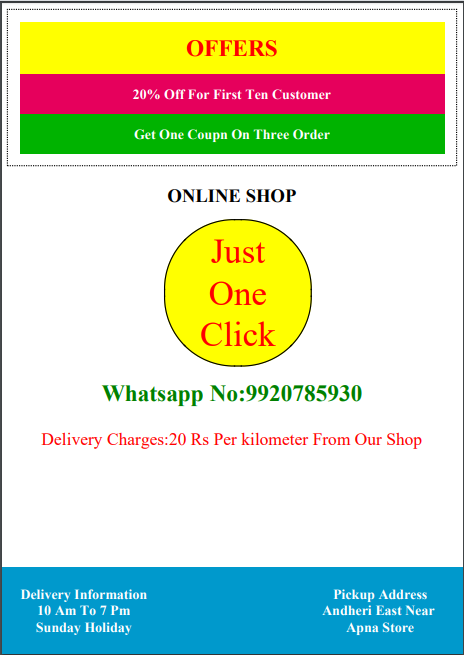 OFFERS
20% Off For First Ten Customer
Get One Coupn On Three Order
ONLINE SHOP
Just
One
Click
Whatsapp No:9920785930
Delivery Charges:20 Rs Per kilometer From Our Shop
Delivery Information
10 Am To 7 Pm
Sunday Holiday
Pickup Address
Andheri East Near
Apna Store